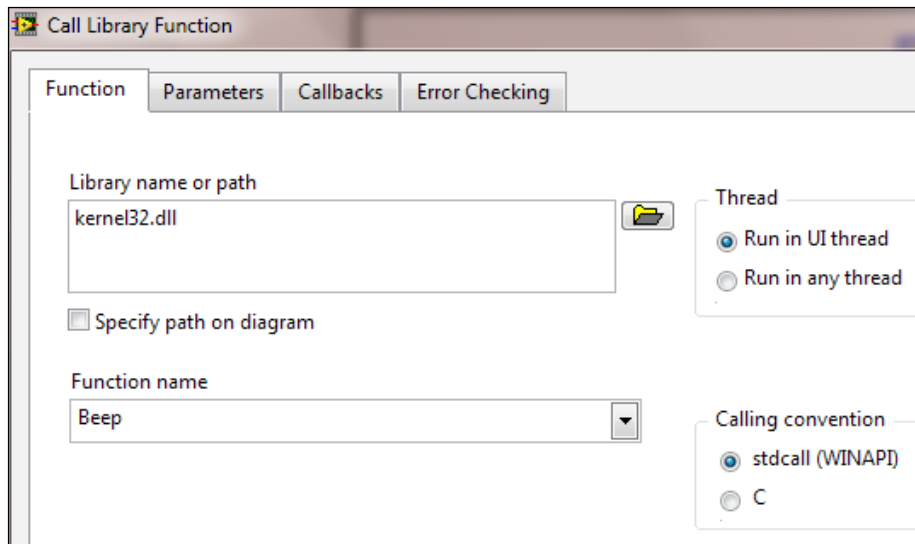 Call Library Function
Function Parameters Callbacks Error Checking
Library name or path
kernel32.dll
Specify path on diagram
Function name
Beep
Thread
Run in UI thread
Run in any thread
Calling convention
stdcall (WINAPI)
C